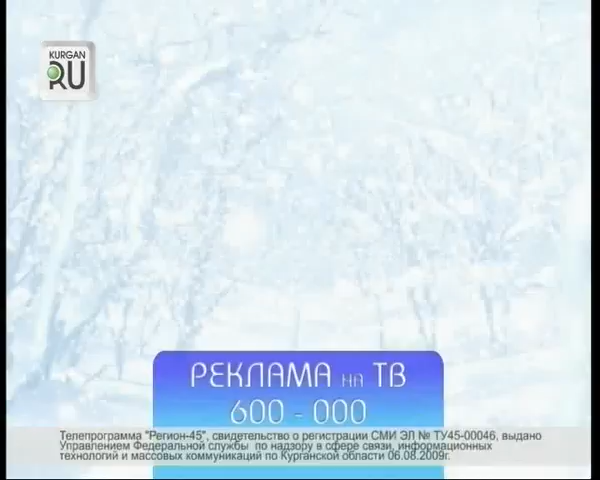 KURGAN
RU
РЕКЛАМА НА ТВ
600 - 000
Телепрограмма "Регион-45", свидетельство о регистрации СМИ ЭЛ № ТУ45-00046, выдано
Управлением Федеральной службы по надзору в сфере связи, информационных
технологий и массовых коммуникаций по Курганской области 06.08.2009г.